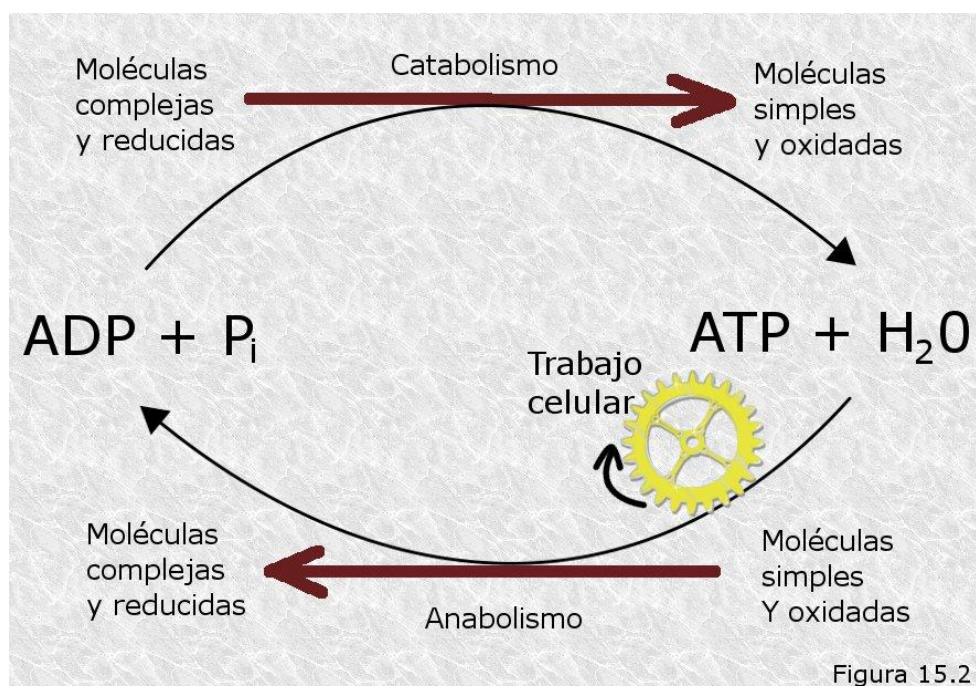 Moléculas
complejas
y reducidas
Catabolismo
Moléculas
simples
y oxidadas
ADP + Pi
ATP + H20
Trabajo
celular
Moléculas
complejas
y reducidas
Anabolismo
Moléculas
simples
Y oxidadas
Figura 15.2